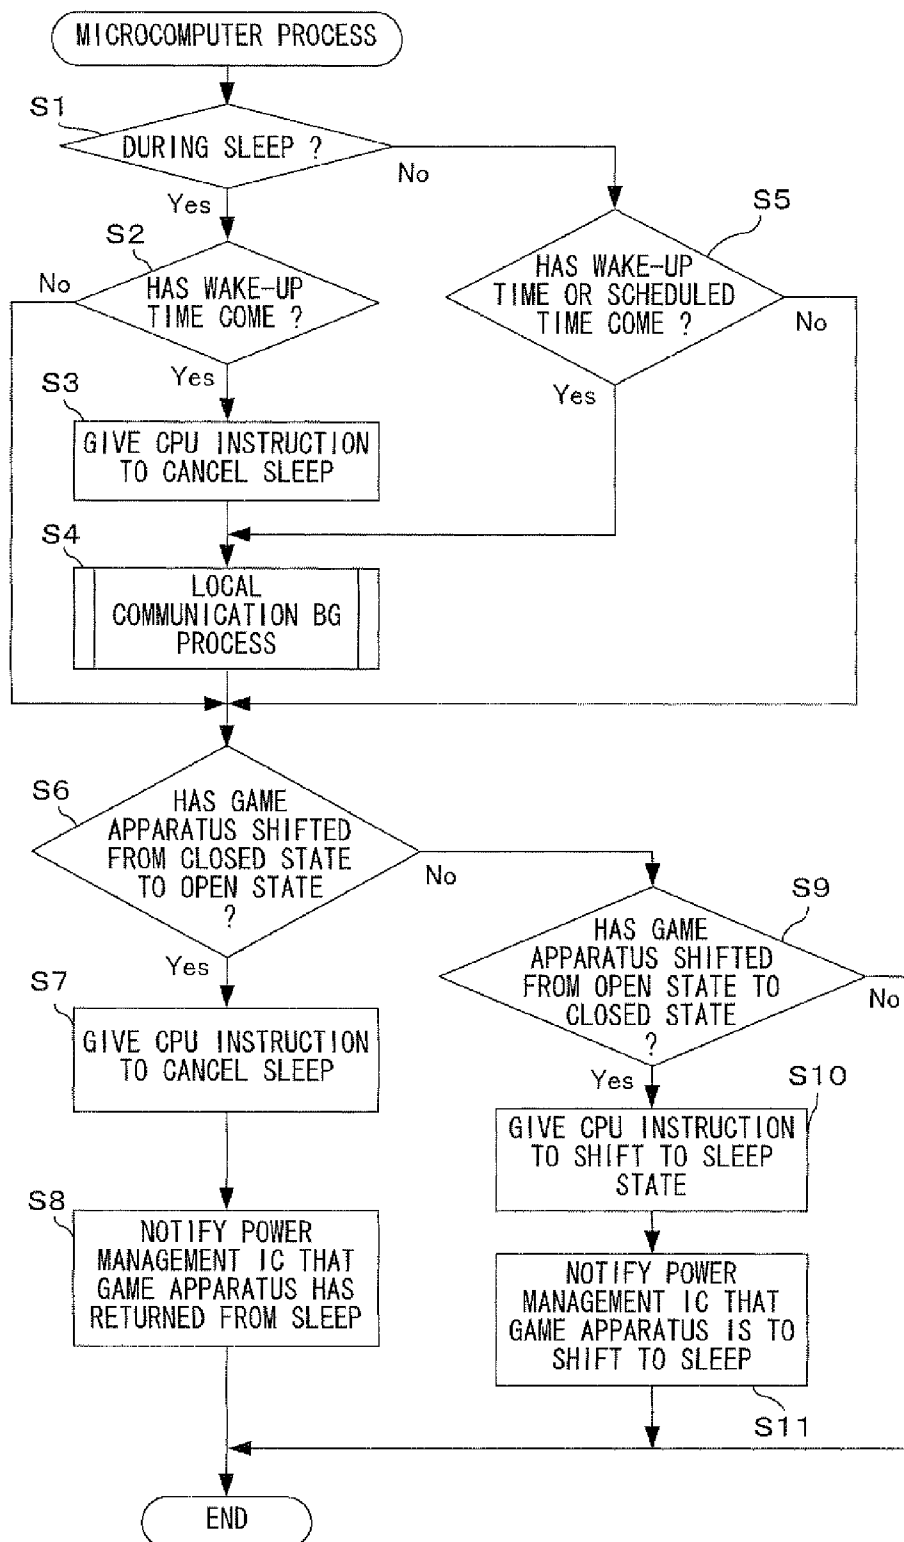 MICROCOMPUTER PROCESS
S1
DURING SLEEP ?
No
Yes
S2
HAS WAKE-UP
TIME COME ?
No
Yes
S5
HAS WAKE-UP
TIME OR SCHEDULED
TIME COME ?
No
Yes
S3
GIVE CPU INSTRUCTION
TO CANCEL SLEEP
S4
LOCAL
COMMUNICATION BG
PROCESS
S6
HAS GAME
APPARATUS SHIFTED
FROM CLOSED STATE
TO OPEN STATE
?
No
Yes
S9
HAS GAME
APPARATUS SHIFTED
FROM OPEN STATE TO
CLOSED STATE
?
No
Yes
S7
GIVE CPU INSTRUCTION
TO CANCEL SLEEP
S10
GIVE CPU INSTRUCTION
TO SHIFT TO SLEEP
STATE
S8
NOTIFY POWER
MANAGEMENT IC THAT
GAME APPARATUS HAS
RETURNED FROM SLEEP
NOTIFY POWER
MANAGEMENT IC THAT
GAME APPARATUS IS TO
SHIFT TO SLEEP
S11
END